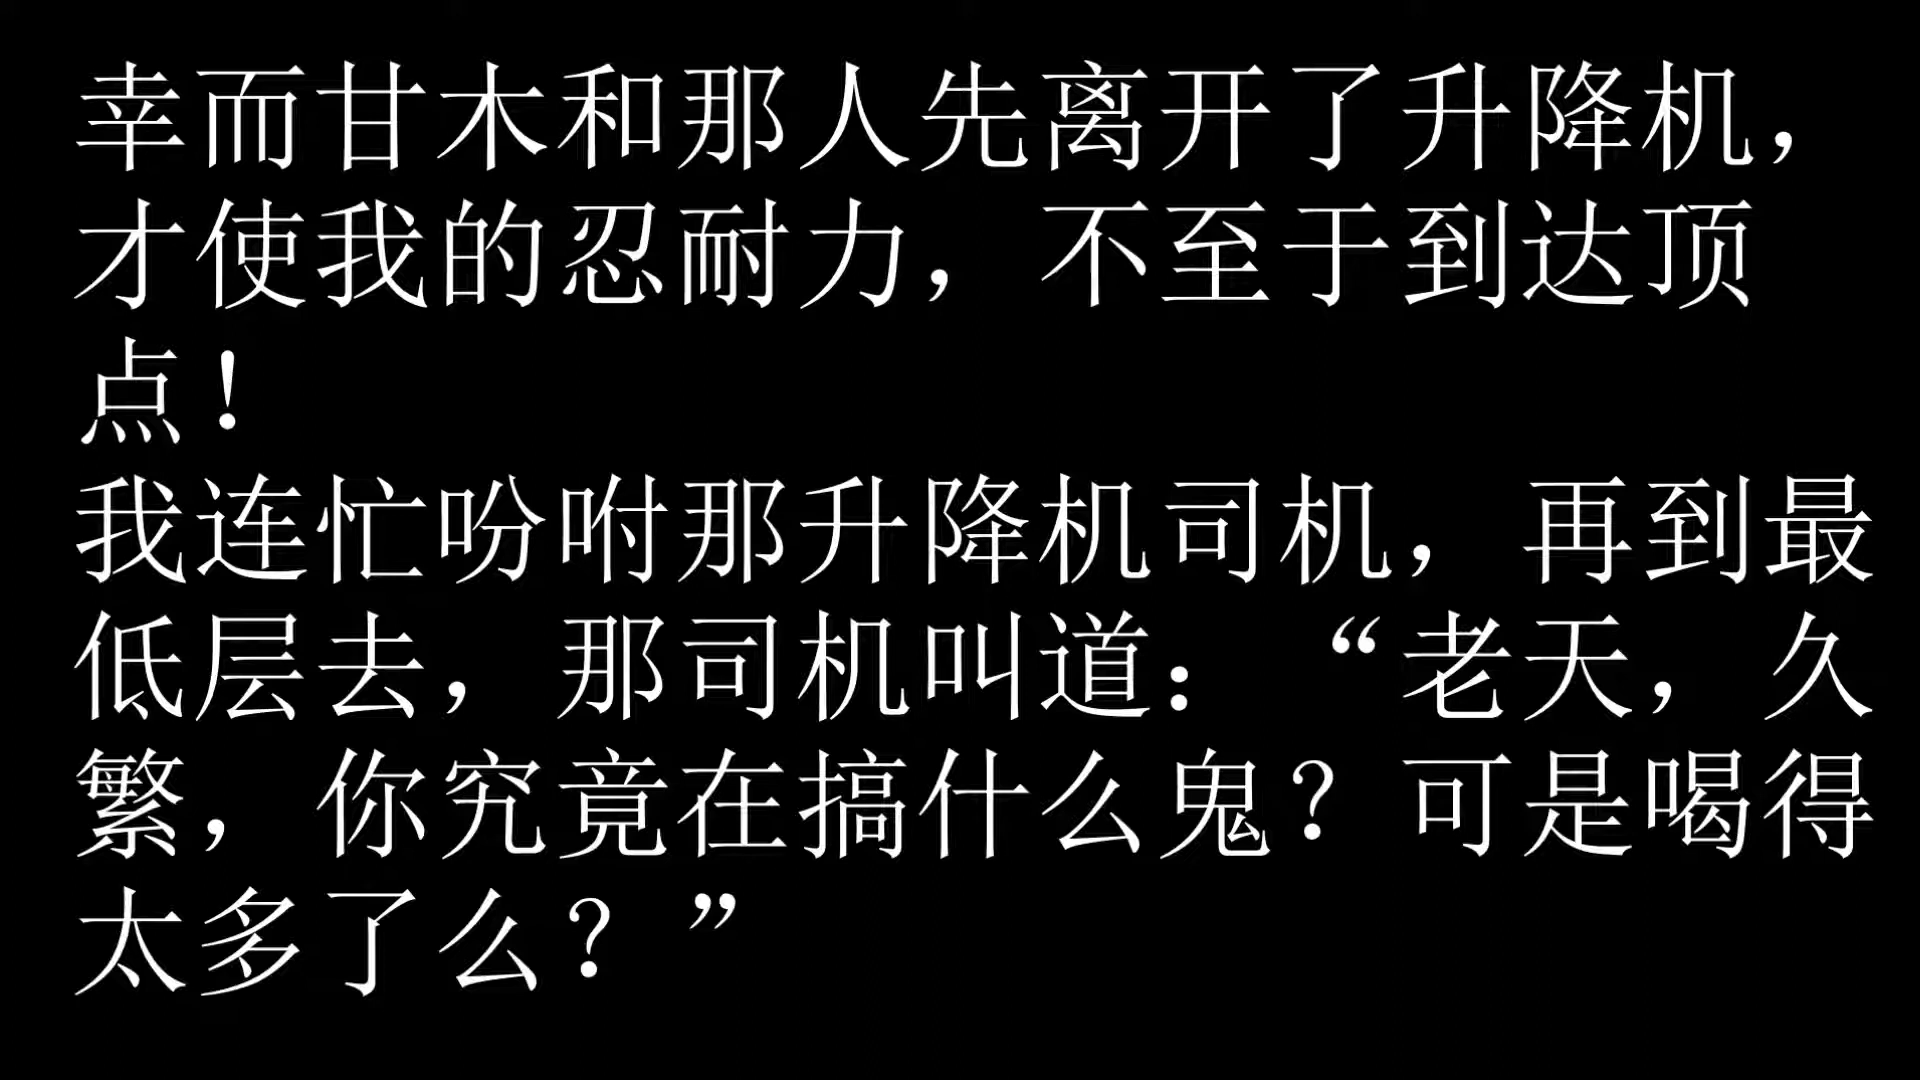 幸而甘木和那人先离开了升降机，
才使我的忍耐力，不至于到达顶
点！
我连忙吩咐那升降机司机，再到最
低层去，那司机叫道：“老天，久
繁，你究竟在搞什么鬼？可是喝得
太多了么？”